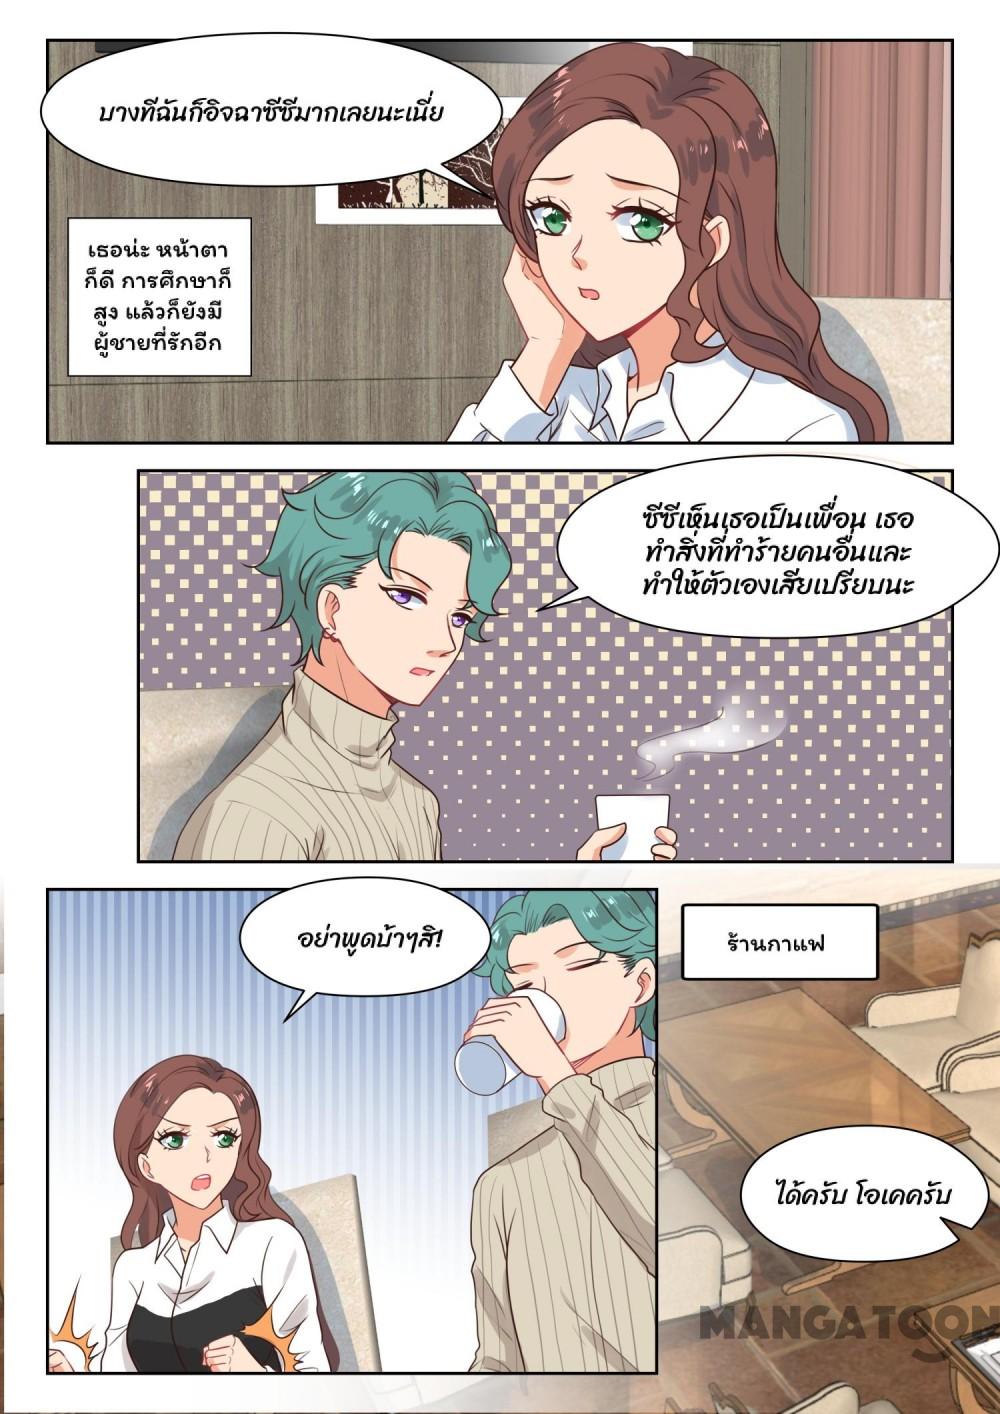 บางทีฉันก็อิจฉาซีซีมากเลยนะเนี่ย
เธอน่ะ หน้าตา
ก็ดี การศึกษาก็
สูง แล้วก็ยังมี
ผู้ชายที่รักอีก
ซีซีเห็นเธอเป็นเพื่อน เธอ
ทำสิ่งที่ทำร้ายคนอื่นและ
ทำให้ตัวเองเสียเปรียบนะ
อย่าพูดบ้าๆสิ!
ร้านกาแฟ
ได้ครับ โอเคครับ
MANGATOON